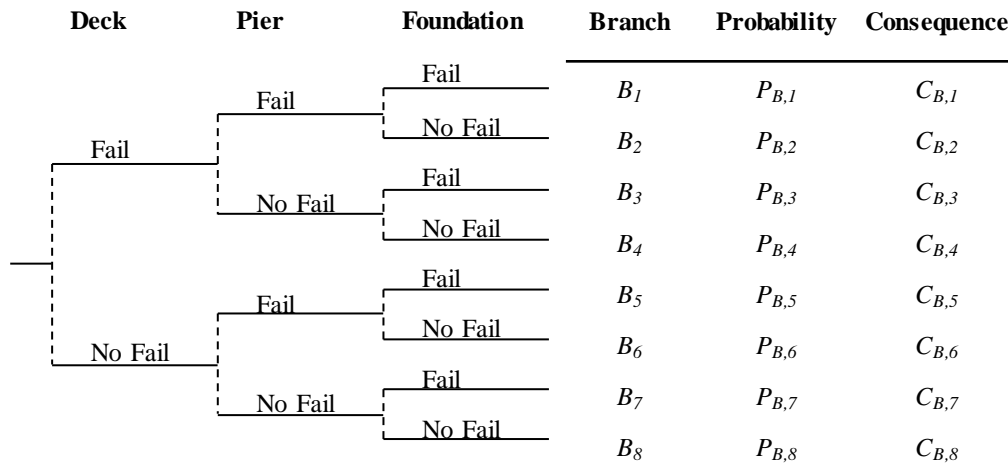 Deck Pier Foundation Branch Probability Consequence
Fail B1 PB,1 CB,1
Fail
No Fail B2 PB,2 CB,2
Fail
Fail B3 PB,3 CB,3
No Fail
No Fail B4 PB,4 CB,4
Fail B5 PB,5 CB,5
Fail
No Fail B6 PB,6 CB,6
No Fail
Fail B7 PB,7 CB,7
No Fail
No Fail B8 PB,8 CB,8